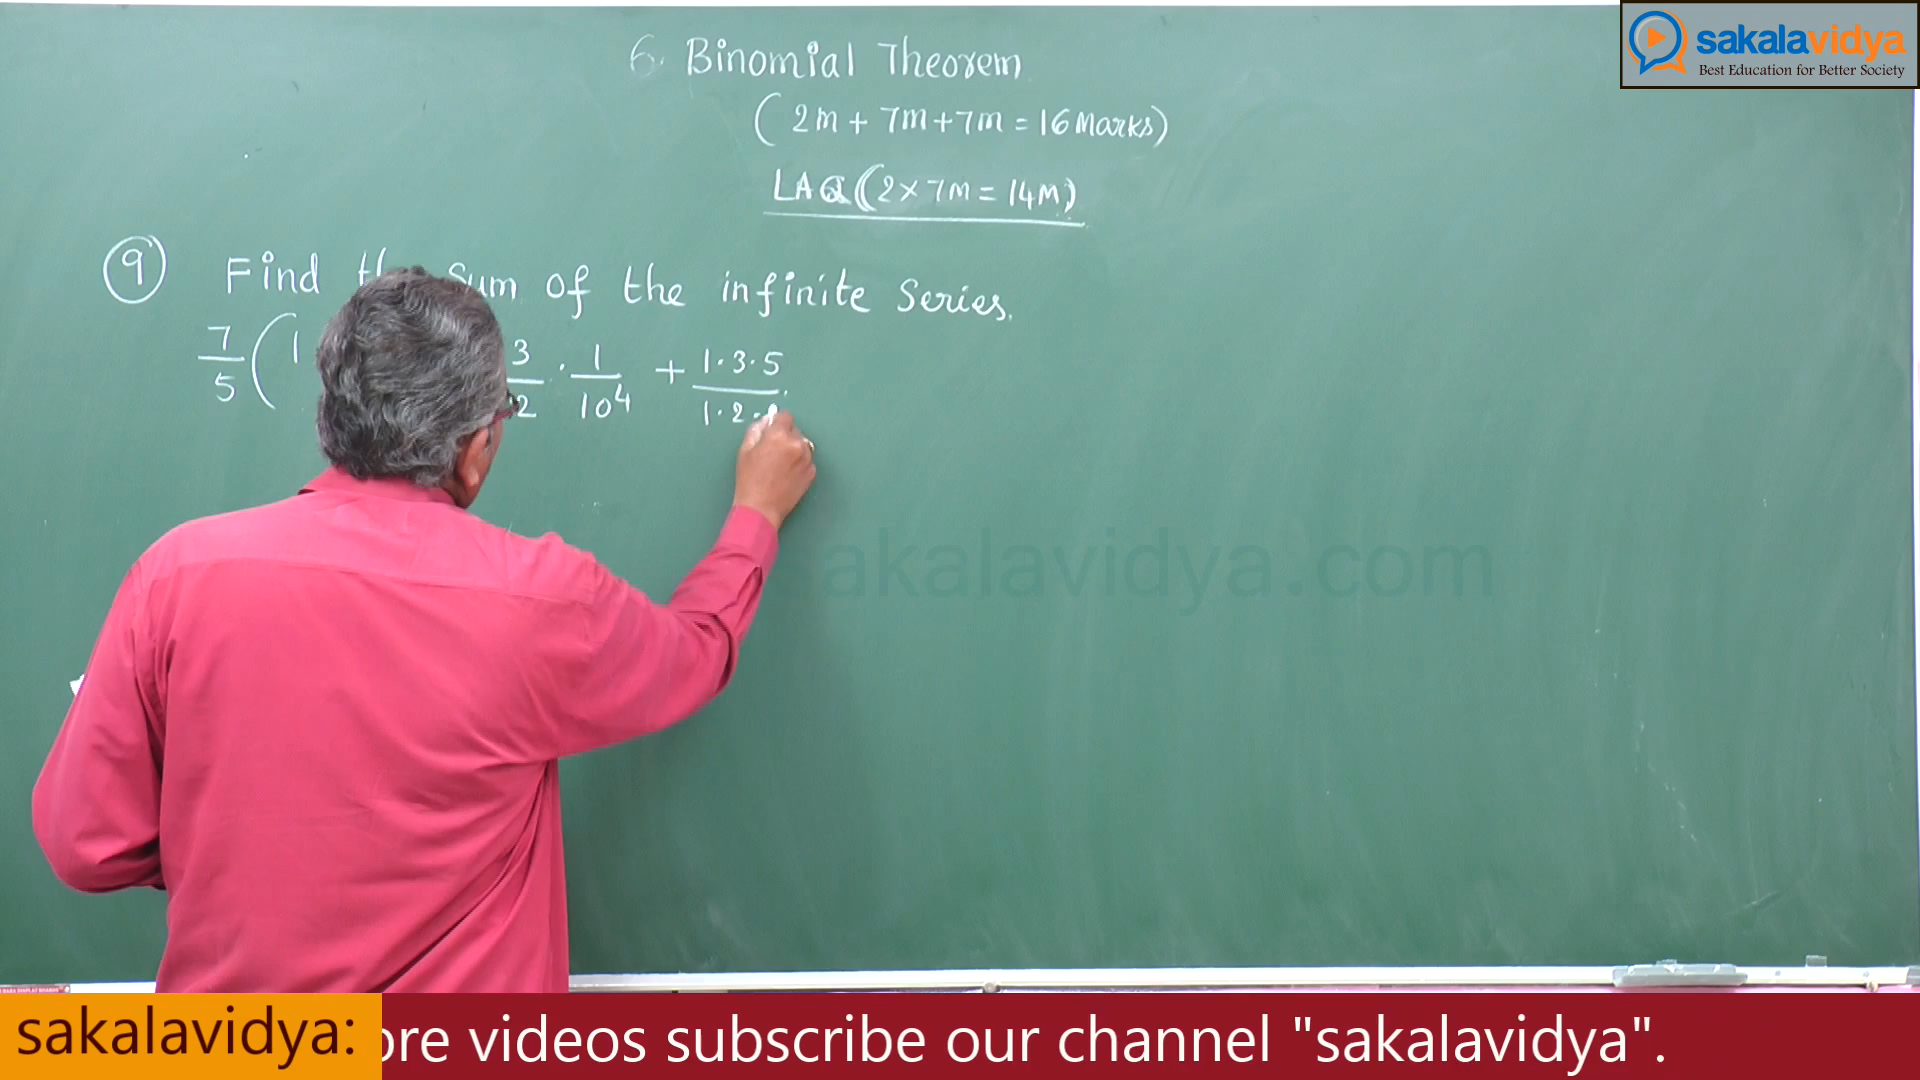 sakalavidya
Best Education for Better Society
6. Binomial Theorem
(2m + 7m + 7m = 16 Marks)
LAQ (2 × 7m = 14m)
9 Find the sum of the infinite series.
7/5 (1 3/2 · 1/10⁴ + 1·3·5/1·2·
sakalavidya.com
sakalavidya: ore videos subscribe our channel "sakalavidya".